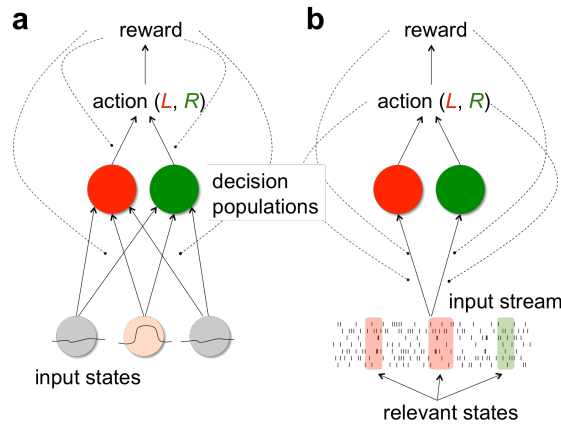 a
reward
action (L, R)
decision
populations
input states
b
reward
action (L, R)
input stream
relevant states